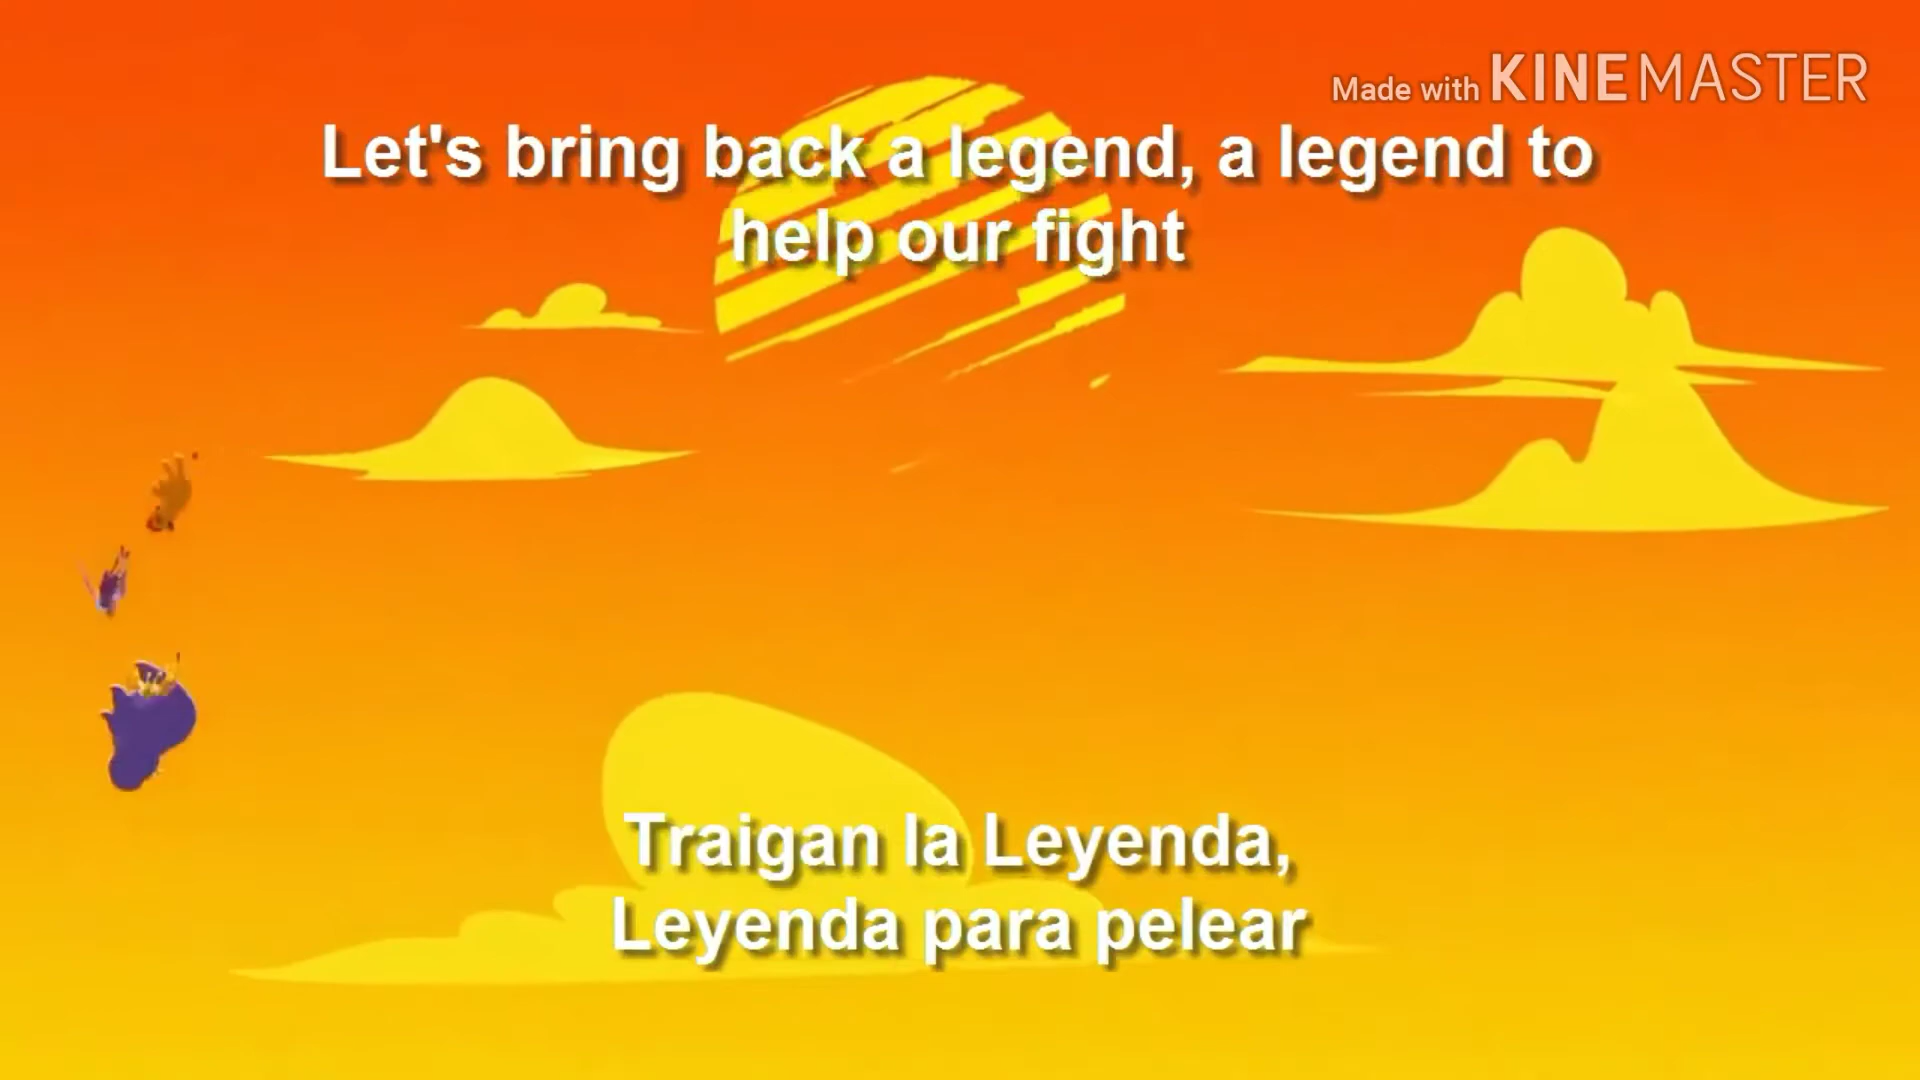 Made with KINEMASTER
Let's bring back a legend, a legend to
help our fight
Traigan la Leyenda,
Leyenda para pelear